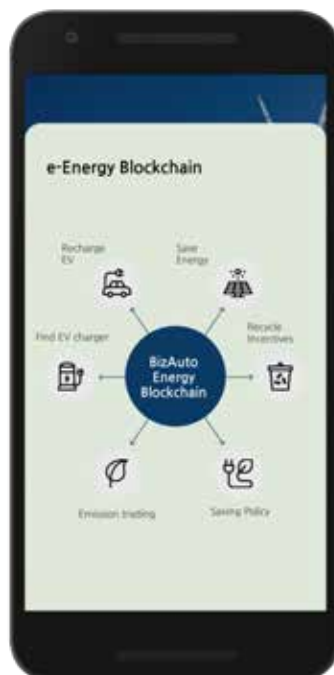 e-Energy Blockchain
Recharge
EV
Save
Energy
Find EV charger
Recycle
Incentives
BizAuto
Energy
Blockchain
Emission trading
Saving Policy